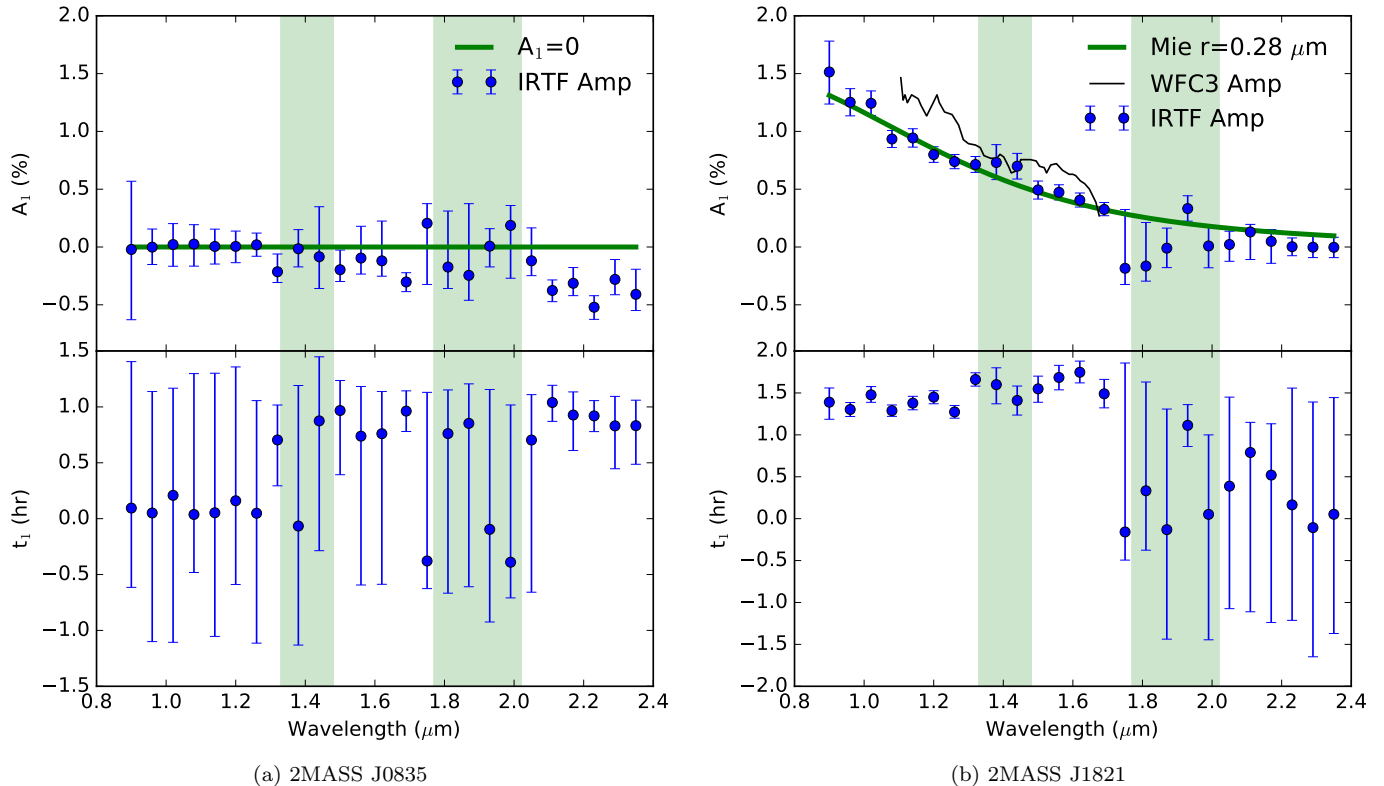 2.0
1.5
1.0
0.5
0.0
−0.5
A₁ (%)
A₁=0
IRTF Amp
1.5
1.0
0.5
0.0
−0.5
−1.0
−1.5
t₁ (hr)
0.8 1.0 1.2 1.4 1.6 1.8 2.0 2.2 2.4
Wavelength (μm)
(a) 2MASS J0835
2.0
1.5
1.0
0.5
0.0
−0.5
A₁ (%)
Mie r=0.28 μm
WFC3 Amp
IRTF Amp
2.0
1.5
1.0
0.5
0.0
−0.5
−1.0
−1.5
−2.0
t₁ (hr)
0.8 1.0 1.2 1.4 1.6 1.8 2.0 2.2 2.4
Wavelength (μm)
(b) 2MASS J1821